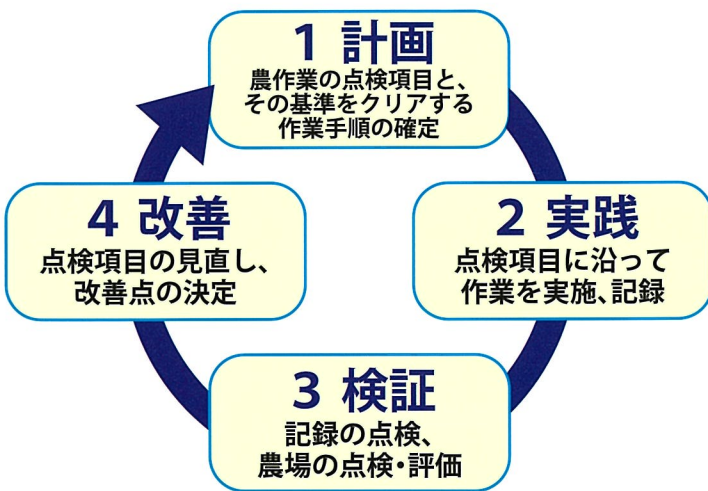 1 計画
農作業の点検項目と、
その基準をクリアする
作業手順の確定
2 実践
点検項目に沿って
作業を実施、記録
3 検証
記録の点検、
農場の点検・評価
4 改善
点検項目の見直し、
改善点の決定